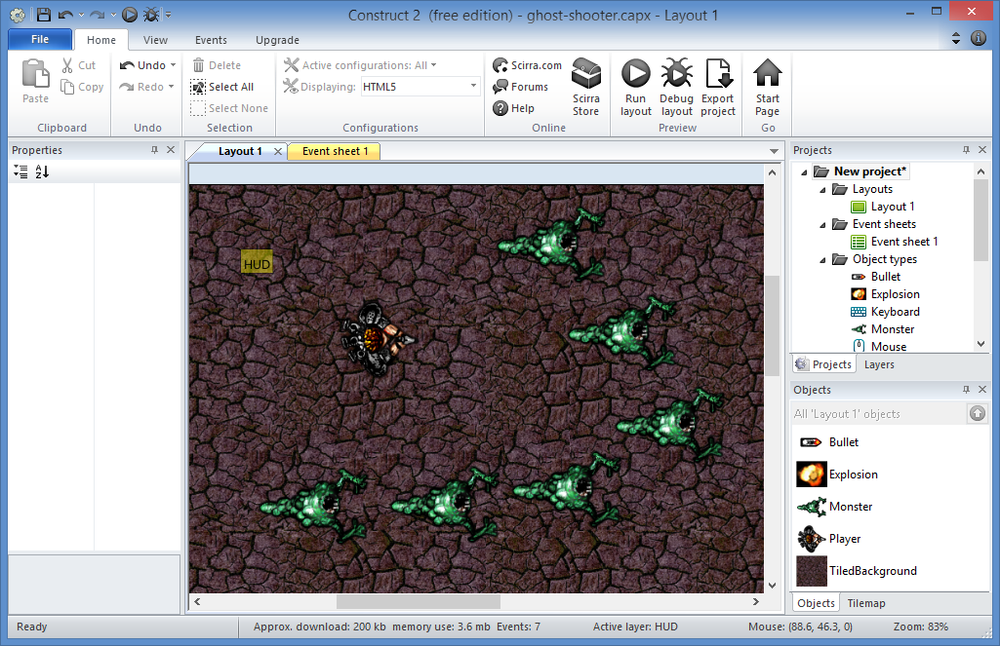 Construct 2 (free edition) - ghost-shooter.capx - Layout 1
File Home View Events Upgrade
Paste
Cut
Copy
Clipboard
Undo
Redo
Undo
Delete
Select All
Select None
Selection
Active configurations: All
Displaying: HTML5
Configurations
Scirra.com
Forums
Help
Scirra Store
Online
Run layout
Debug layout
Export project
Preview
Start Page
Go
Properties
A
Z
Layout 1
Event sheet 1
HUD
Projects
New project*
Layouts
Layout 1
Event sheets
Event sheet 1
Object types
Bullet
Explosion
Keyboard
Monster
Mouse
Projects Layers
Objects
All 'Layout 1' objects
Bullet
Explosion
Monster
Player
TiledBackground
Objects Tilemap
Ready
Approx. download: 200 kb memory use: 3.6 mb Events: 7
Active layer: HUD
Mouse: (88.6, 46.3, 0)
Zoom: 83%